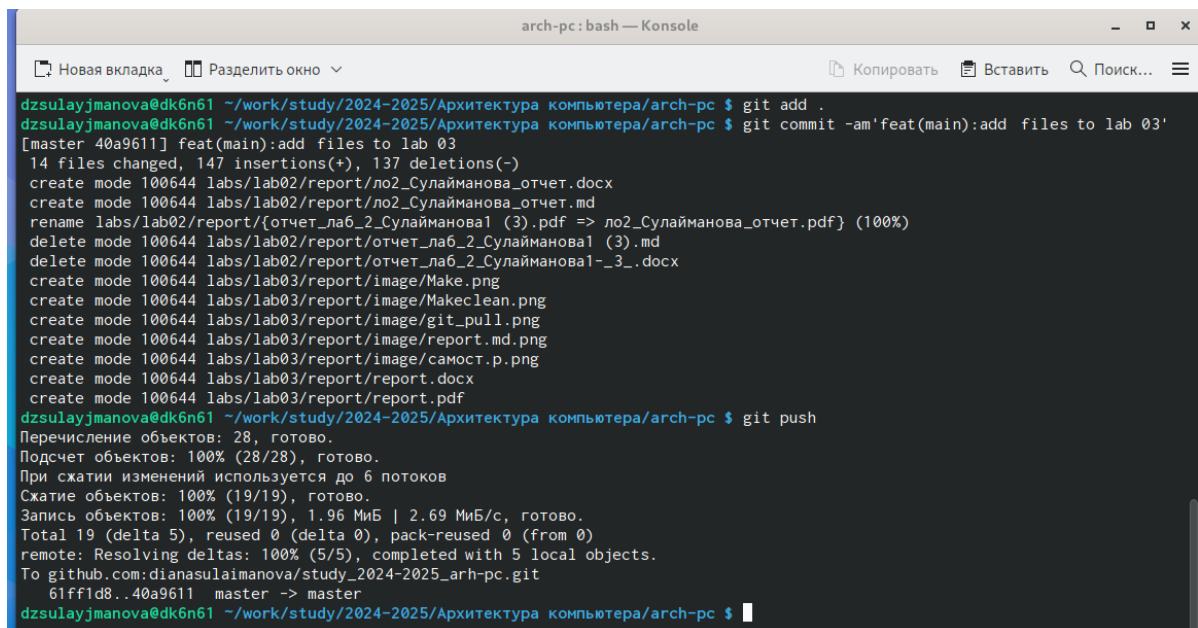 arch-pc : bash — Konsole
Новая вкладка Разделить окно Копировать Вставить Поиск...
dzsulayjmanova@dk6n61 ~/work/study/2024-2025/Архитектура компьютера/arch-pc $ git add .
dzsulayjmanova@dk6n61 ~/work/study/2024-2025/Архитектура компьютера/arch-pc $ git commit -am'feat(main):add files to lab 03'
[master 40a9611] feat(main):add files to lab 03
14 files changed, 147 insertions(+), 137 deletions(-)
create mode 100644 labs/lab02/report/ло2_Сулайманова_отчет.docx
create mode 100644 labs/lab02/report/ло2_Сулайманова_отчет.md
rename labs/lab02/report/{отчет_лаб_2_Сулайманова1 (3).pdf => ло2_Сулайманова_отчет.pdf} (100%)
delete mode 100644 labs/lab02/report/отчет_лаб_2_Сулайманова1 (3).md
delete mode 100644 labs/lab02/report/отчет_лаб_2_Сулайманова1-_3_.docx
create mode 100644 labs/lab03/report/image/Make.png
create mode 100644 labs/lab03/report/image/Makeclean.png
create mode 100644 labs/lab03/report/image/git_pull.png
create mode 100644 labs/lab03/report/image/report.md.png
create mode 100644 labs/lab03/report/image/самост.р.png
create mode 100644 labs/lab03/report/report.docx
create mode 100644 labs/lab03/report/report.pdf
dzsulayjmanova@dk6n61 ~/work/study/2024-2025/Архитектура компьютера/arch-pc $ git push
Перечисление объектов: 28, готово.
Подсчет объектов: 100% (28/28), готово.
При сжатии изменений используется до 6 потоков
Сжатие объектов: 100% (19/19), готово.
Запись объектов: 100% (19/19), 1.96 МиБ | 2.69 МиБ/с, готово.
Total 19 (delta 5), reused 0 (delta 0), pack-reused 0 (from 0)
remote: Resolving deltas: 100% (5/5), completed with 5 local objects.
To github.com:dianasulaimanova/study_2024-2025_arh-pc.git
61ff1d8..40a9611 master -> master
dzsulayjmanova@dk6n61 ~/work/study/2024-2025/Архитектура компьютера/arch-pc $